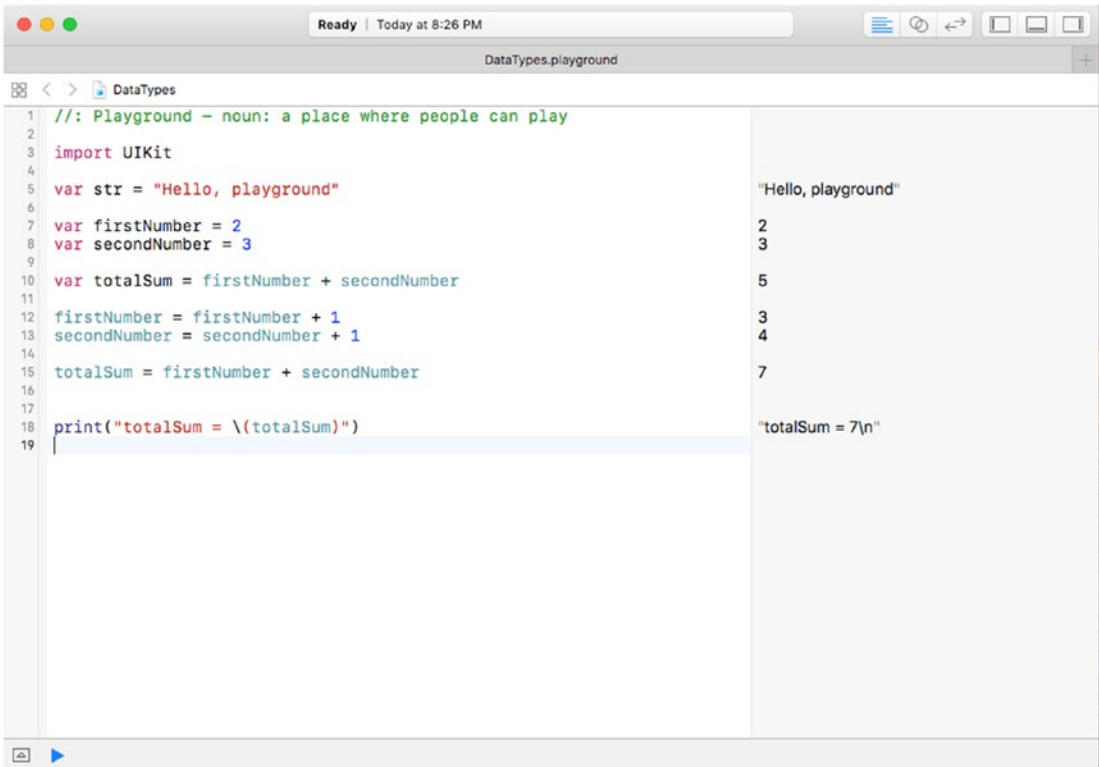 Ready | Today at 8:26 PM
DataTypes.playground
DataTypes
1 //: Playground – noun: a place where people can play
2
3 import UIKit
4
5 var str = "Hello, playground" "Hello, playground"
6
7 var firstNumber = 2 2
8 var secondNumber = 3 3
9
10 var totalSum = firstNumber + secondNumber 5
11
12 firstNumber = firstNumber + 1 3
13 secondNumber = secondNumber + 1 4
14
15 totalSum = firstNumber + secondNumber 7
16
17
18 print("totalSum = \(totalSum)") "totalSum = 7\n"
19